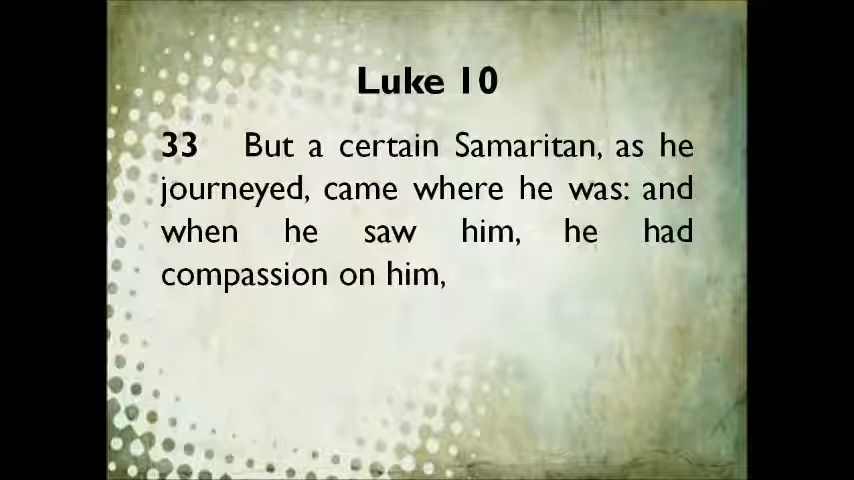 Luke 10
33 But a certain Samaritan, as he
journeyed, came where he was: and
when he saw him, he had
compassion on him,